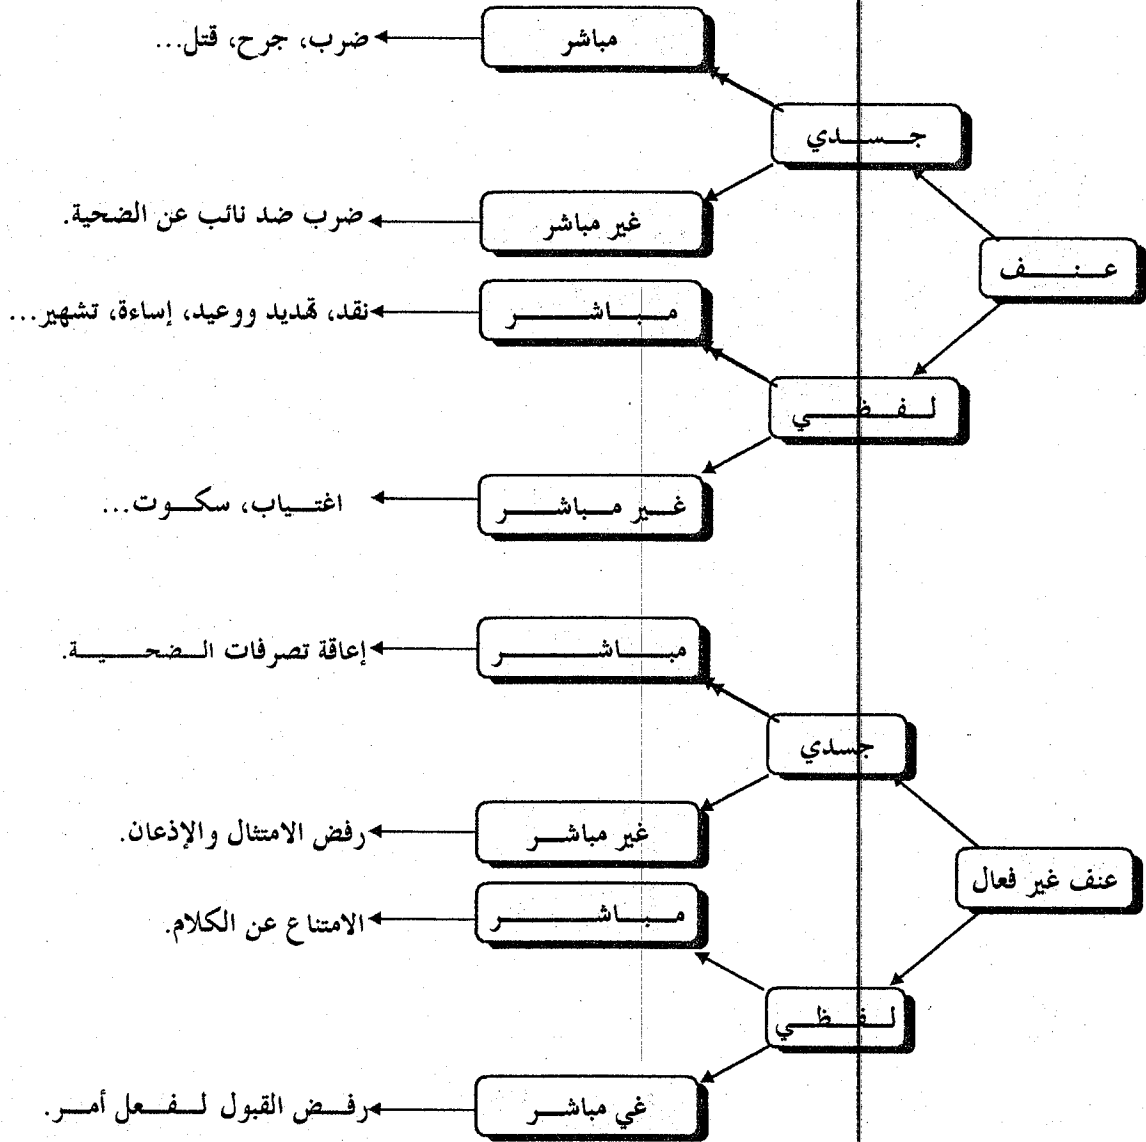 عنف
جسدي
مباشر
ضرب، جرح، قتل...
غير مباشر
ضرب ضد نائب عن الضحية.
لفظي
مباشر
نقد، تهديد ووعيد، إساءة، تشهير...
غير مباشر
اغتياب، سكوت...
عنف غير فعال
جسدي
مباشر
إعاقة تصرفات الضحية.
غير مباشر
رفض الامتثال والإذعان.
لفظي
مباشر
الامتناع عن الكلام.
غي مباشر
رفض القبول لفعل أمر.